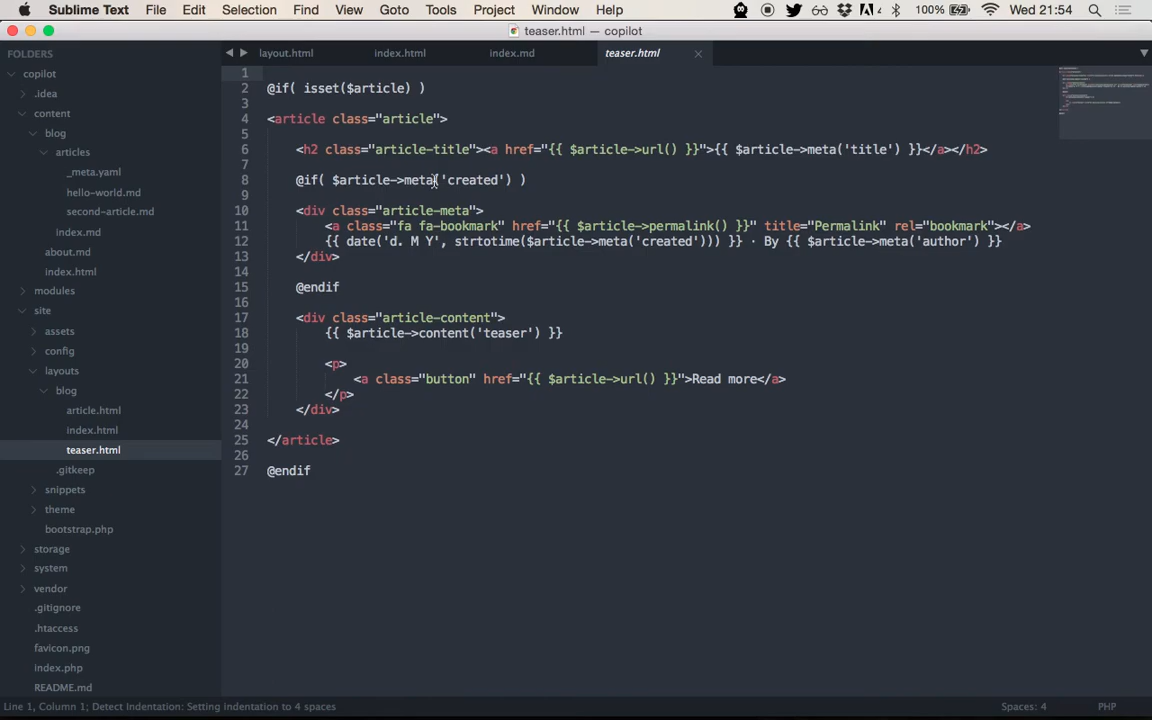 Sublime Text File Edit Selection Find View Goto Tools Project Window Help 4 100% Wed 21:54
teaser.html — copilot
FOLDERS
copilot
.idea
content
blog
articles
_meta.yaml
hello-world.md
second-article.md
index.md
about.md
index.html
modules
site
assets
config
layouts
blog
article.html
index.html
teaser.html
.gitkeep
snippets
theme
bootstrap.php
storage
system
vendor
.gitignore
.htaccess
favicon.png
index.php
README.md
layout.html index.html index.md teaser.html
1
2 @if( isset($article) )
3
4 <article class="article">
5
6 <h2 class="article-title"><a href="{{ $article->url() }}">{{ $article->meta('title') }}</a></h2>
7
8 @if( $article->meta('created') )
9
10 <div class="article-meta">
11 <a class="fa fa-bookmark" href="{{ $article->permalink() }}" title="Permalink" rel="bookmark"></a>
12 {{ date('d. M Y', strtotime($article->meta('created'))) }} · By {{ $article->meta('author') }}
13 </div>
14
15 @endif
16
17 <div class="article-content">
18 {{ $article->content('teaser') }}
19
20 <p>
21 <a class="button" href="{{ $article->url() }}">Read more</a>
22 </p>
23 </div>
24
25 </article>
26
27 @endif
Line 1, Column 1; Detect Indentation: Setting indentation to 4 spaces Spaces: 4 PHP